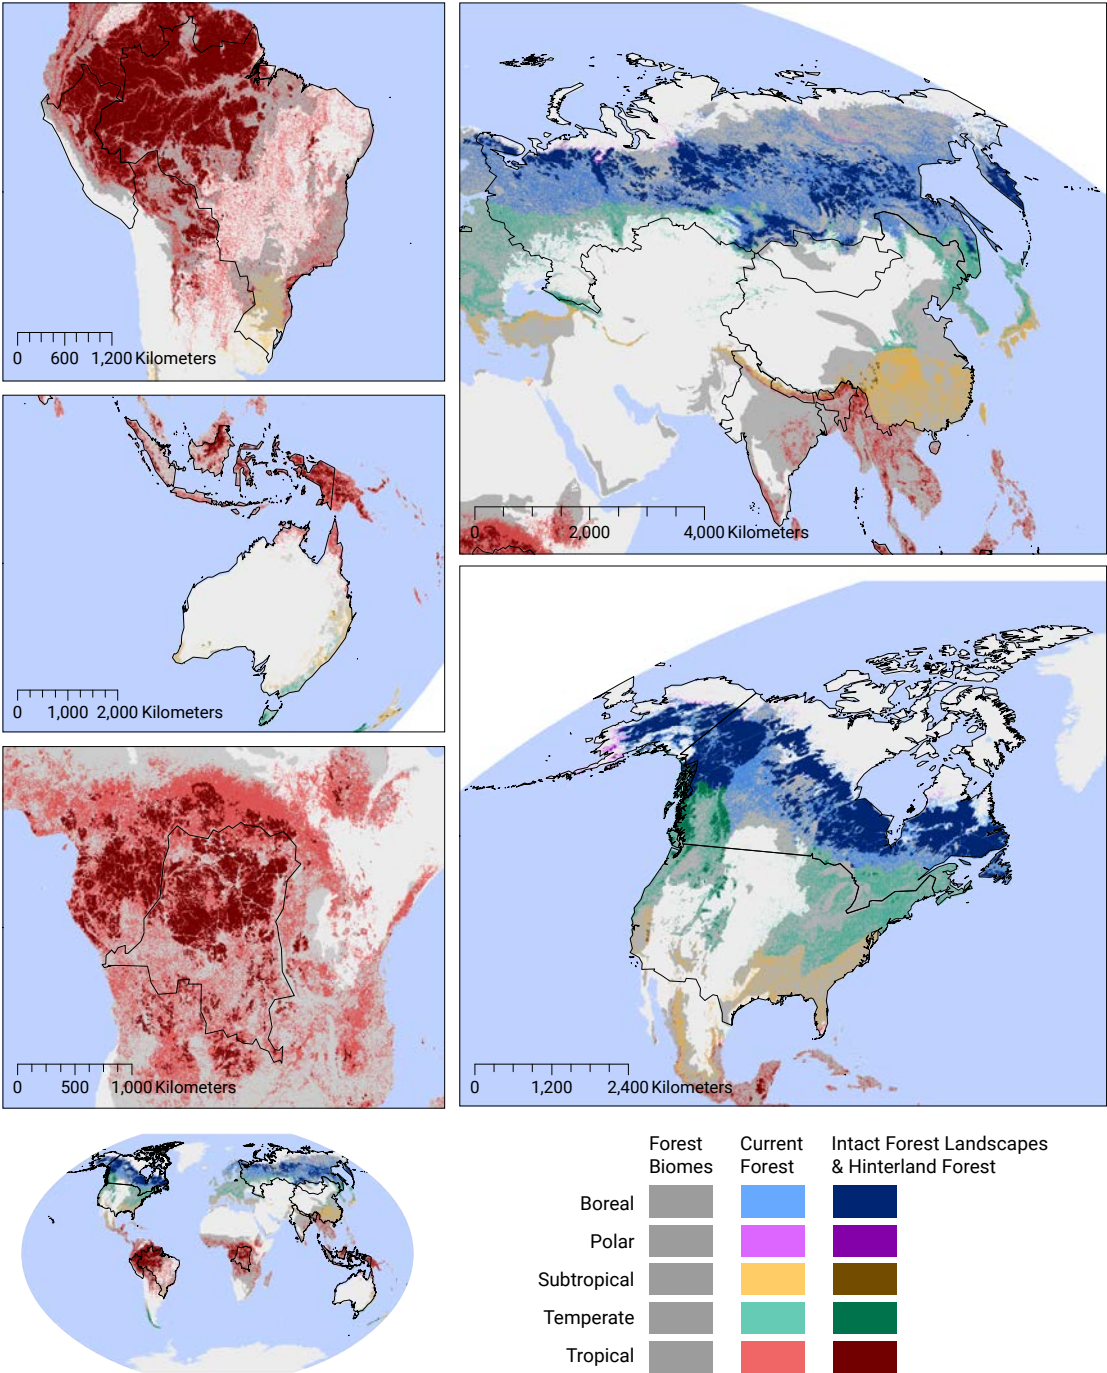 0 600 1,200 Kilometers
0 2,000 4,000 Kilometers
0 1,000 2,000 Kilometers
0 500 1,000 Kilometers
0 1,200 2,400 Kilometers
Forest Biomes
Current Forest
Intact Forest Landscapes
& Hinterland Forest
Boreal
Polar
Subtropical
Temperate
Tropical